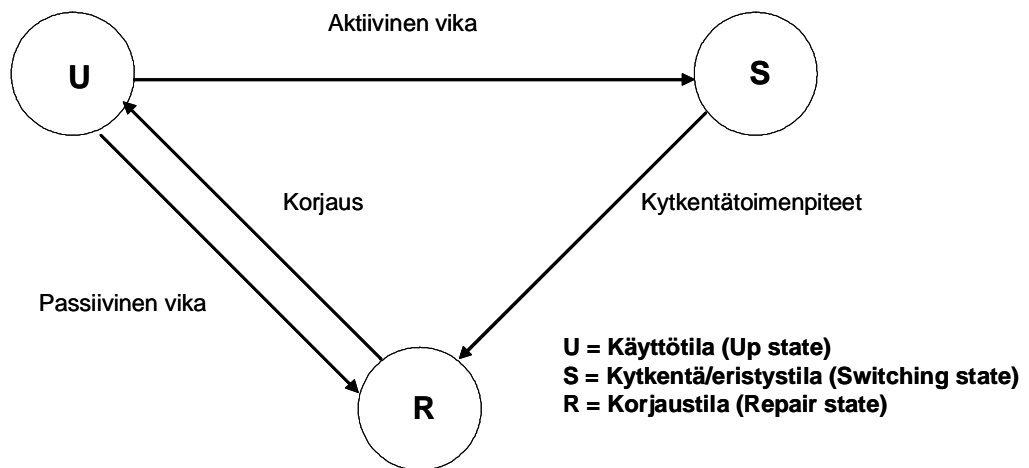 Aktiivinen vika
U
S
Korjaus
Kytkentätoimenpiteet
Passiivinen vika
U = Käyttötila (Up state)
S = Kytkentä/eristystila (Switching state)
R = Korjaustila (Repair state)
R